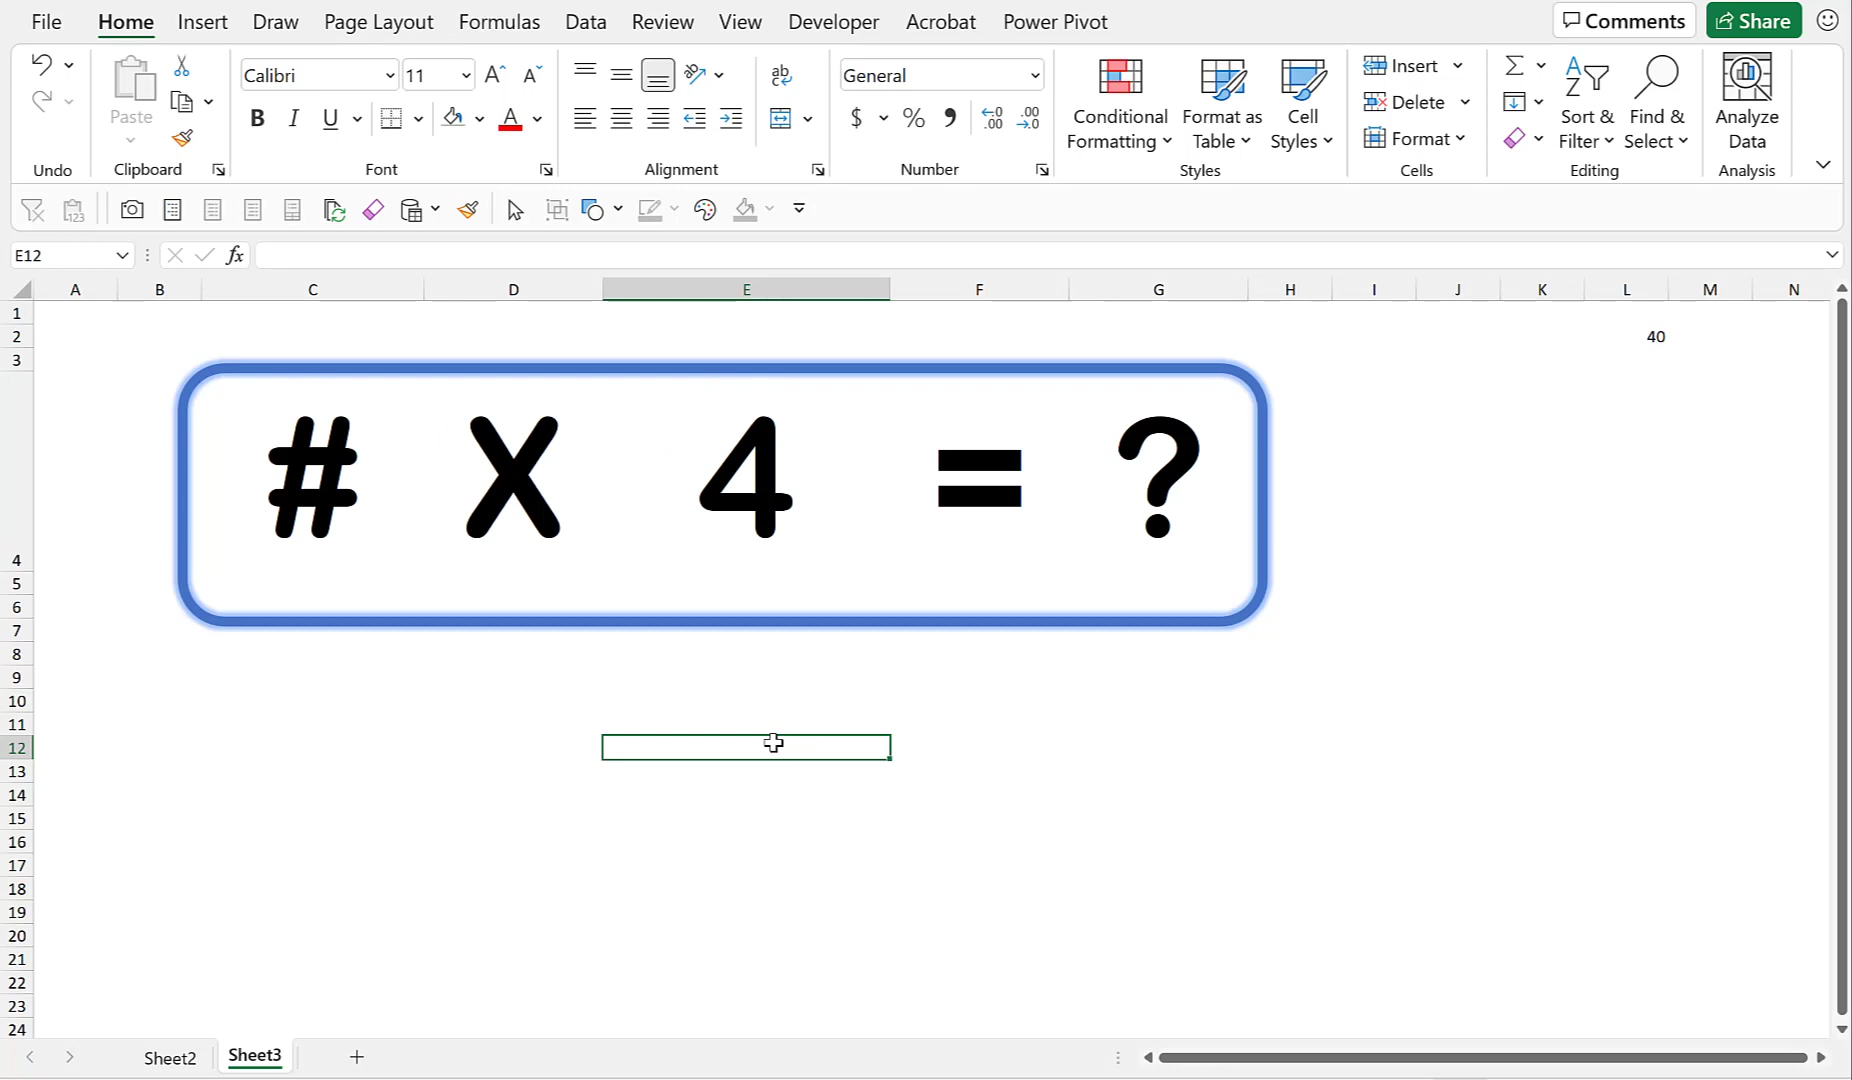 File Home Insert Draw Page Layout Formulas Data Review View Developer Acrobat Power Pivot Comments Share
Calibri 11 A^ A˅ ab General Insert Σ
Paste B I U A $ % , Conditional Formatting Format as Table Cell Styles Delete Sort & Filter Find & Select Analyze Data
Format
Undo Clipboard Font Alignment Number Styles Cells Editing Analysis
E12 fx
A B C D E F G H I J K L M N
1
2 40
3
# X 4 = ?
4
5
6
7
8
9
10
11
12
13
14
15
16
17
18
19
20
21
22
23
24
Sheet2 Sheet3 +